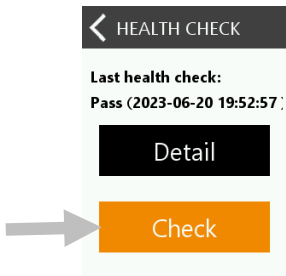 HEALTH CHECK
Last health check:
Pass (2023-06-20 19:52:57 )
Detail
Check